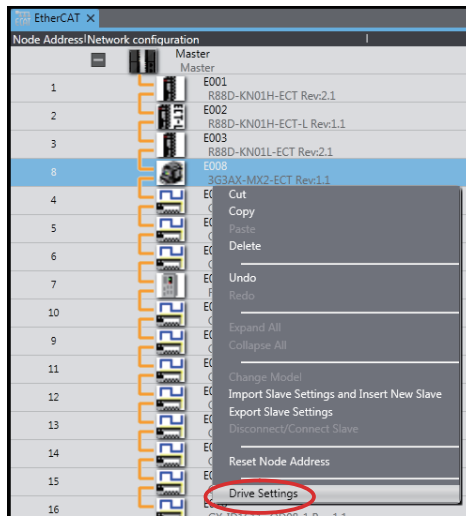 EtherCAT ×
Node Address Network configuration
Master
Master
1 E001
R88D-KN01H-ECT Rev:2.1
2 E002
R88D-KN01H-ECT-L Rev:1.1
3 E003
R88D-KN01L-ECT Rev:2.1
8 E008
3G3AX-MX2-ECT Rev:1.1
4
5
6
7
10
9
11
12
13
14
15
16
Cut
Copy
Paste
Delete
Undo
Redo
Expand All
Collapse All
Change Model
Import Slave Settings and Insert New Slave
Export Slave Settings
Disconnect/Connect Slave
Reset Node Address
Drive Settings